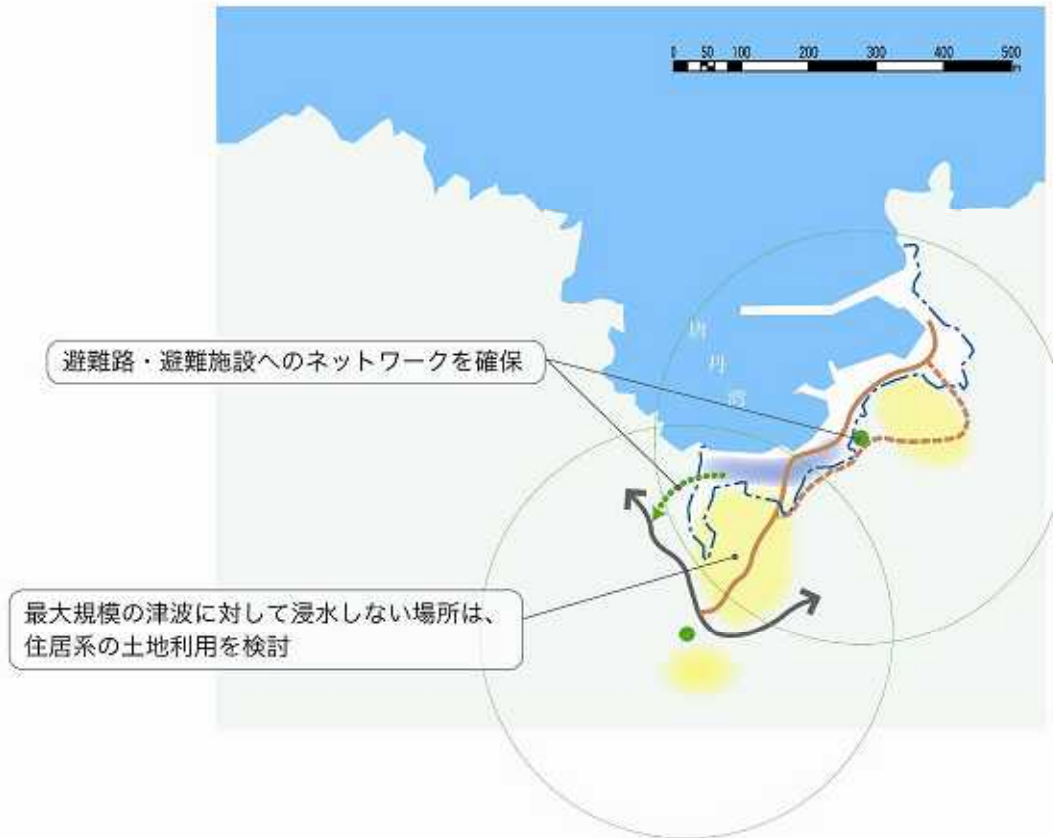 0 50 100 200 300 400 500
m
唐
丹
湾
避難路・避難施設へのネットワークを確保
最大規模の津波に対して浸水しない場所は、
住居系の土地利用を検討